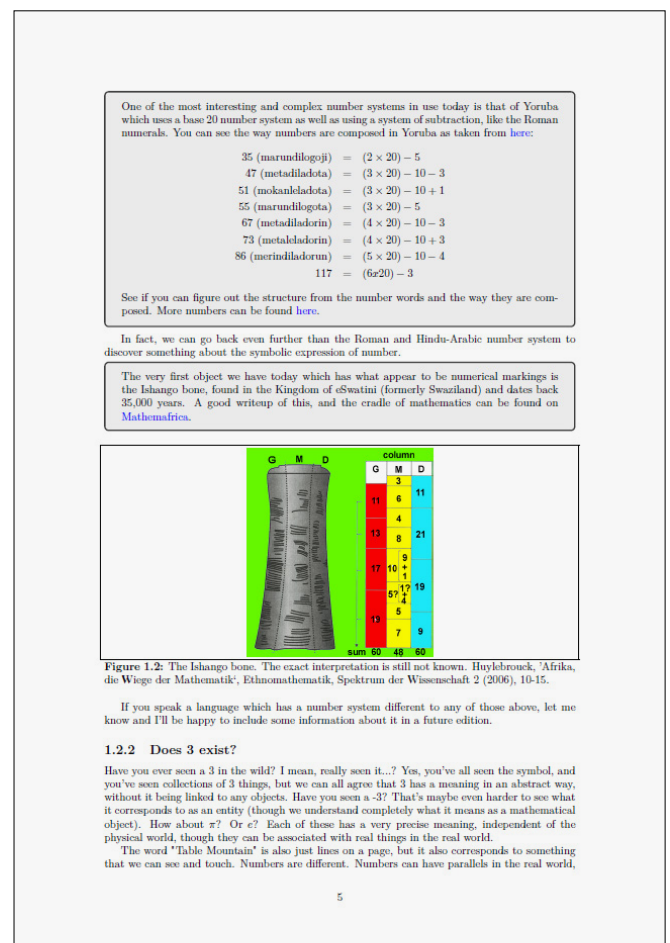 One of the most interesting and complex number systems in use today is that of Yoruba
which uses a base 20 number system as well as using a system of subtraction, like the Roman
numerals. You can see the way numbers are composed in Yoruba as taken from here:
35 (marundilogoji) = (2 × 20) − 5
47 (metadiladota) = (3 × 20) − 10 − 3
51 (mokanleladota) = (3 × 20) − 10 + 1
55 (marundilogota) = (3 × 20) − 5
67 (metadiladorin) = (4 × 20) − 10 − 3
73 (metaleladorin) = (4 × 20) − 10 + 3
86 (merindiladorun) = (5 × 20) − 10 − 4
117 = (6x20) − 3
See if you can figure out the structure from the number words and the way they are com-
posed. More numbers can be found here.
In fact, we can go back even further than the Roman and Hindu-Arabic number system to
discover something about the symbolic expression of number.
The very first object we have today which has what appear to be numerical markings is
the Ishango bone, found in the Kingdom of eSwatini (formerly Swaziland) and dates back
35,000 years. A good writeup of this, and the cradle of mathematics can be found on
Mathemafrica.
column
G M D G M D
3
11 6 11
4
13 8 21
9
17 10 +
1
1? 19
5? +
4
5
19
7 9
sum 60 48 60
Figure 1.2: The Ishango bone. The exact interpretation is still not known. Huylebrouck, 'Afrika,
die Wiege der Mathematik', Ethnomathematik, Spektrum der Wissenschaft 2 (2006), 10-15.
If you speak a language which has a number system different to any of those above, let me
know and I'll be happy to include some information about it in a future edition.
1.2.2 Does 3 exist?
Have you ever seen a 3 in the wild? I mean, really seen it...? Yes, you've all seen the symbol, and
you've seen collections of 3 things, but we can all agree that 3 has a meaning in an abstract way,
without it being linked to any objects. Have you seen a -3? That's maybe even harder to see what
it corresponds to as an entity (though we understand completely what it means as a mathematical
object). How about π? Or e? Each of these has a very precise meaning, independent of the
physical world, though they can be associated with real things in the real world.
The word "Table Mountain" is also just lines on a page, but it also corresponds to something
that we can see and touch. Numbers are different. Numbers can have parallels in the real world,
5